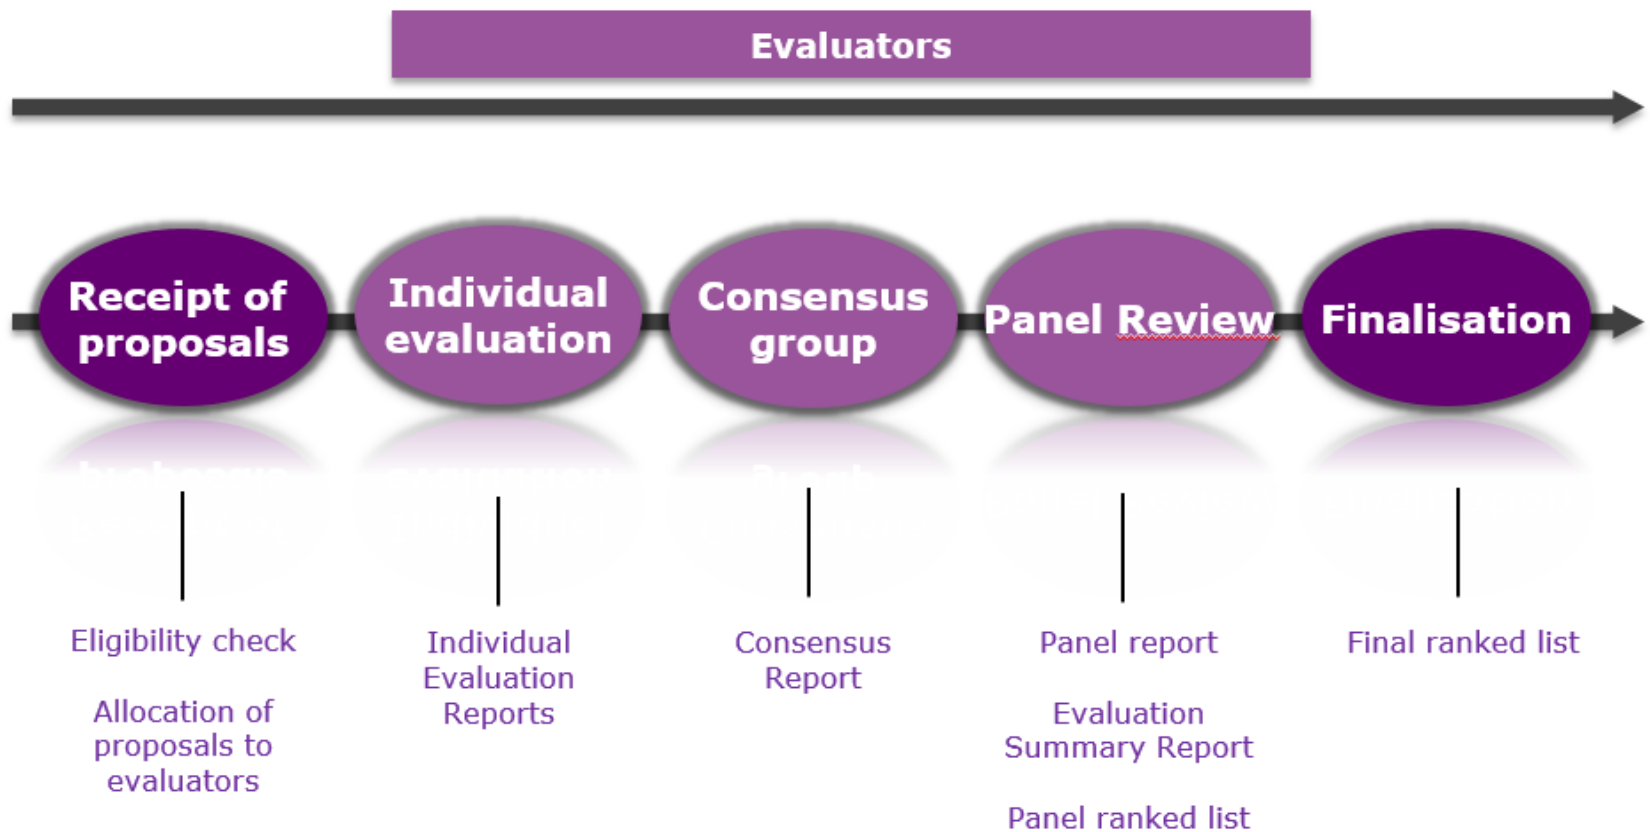 Evaluators
Receipt of
proposals
Individual
evaluation
Consensus
group
Panel Review
Finalisation
Eligibility check
Allocation of
proposals to
evaluators
Individual
Evaluation
Reports
Consensus
Report
Panel report
Evaluation
Summary Report
Panel ranked list
Final ranked list